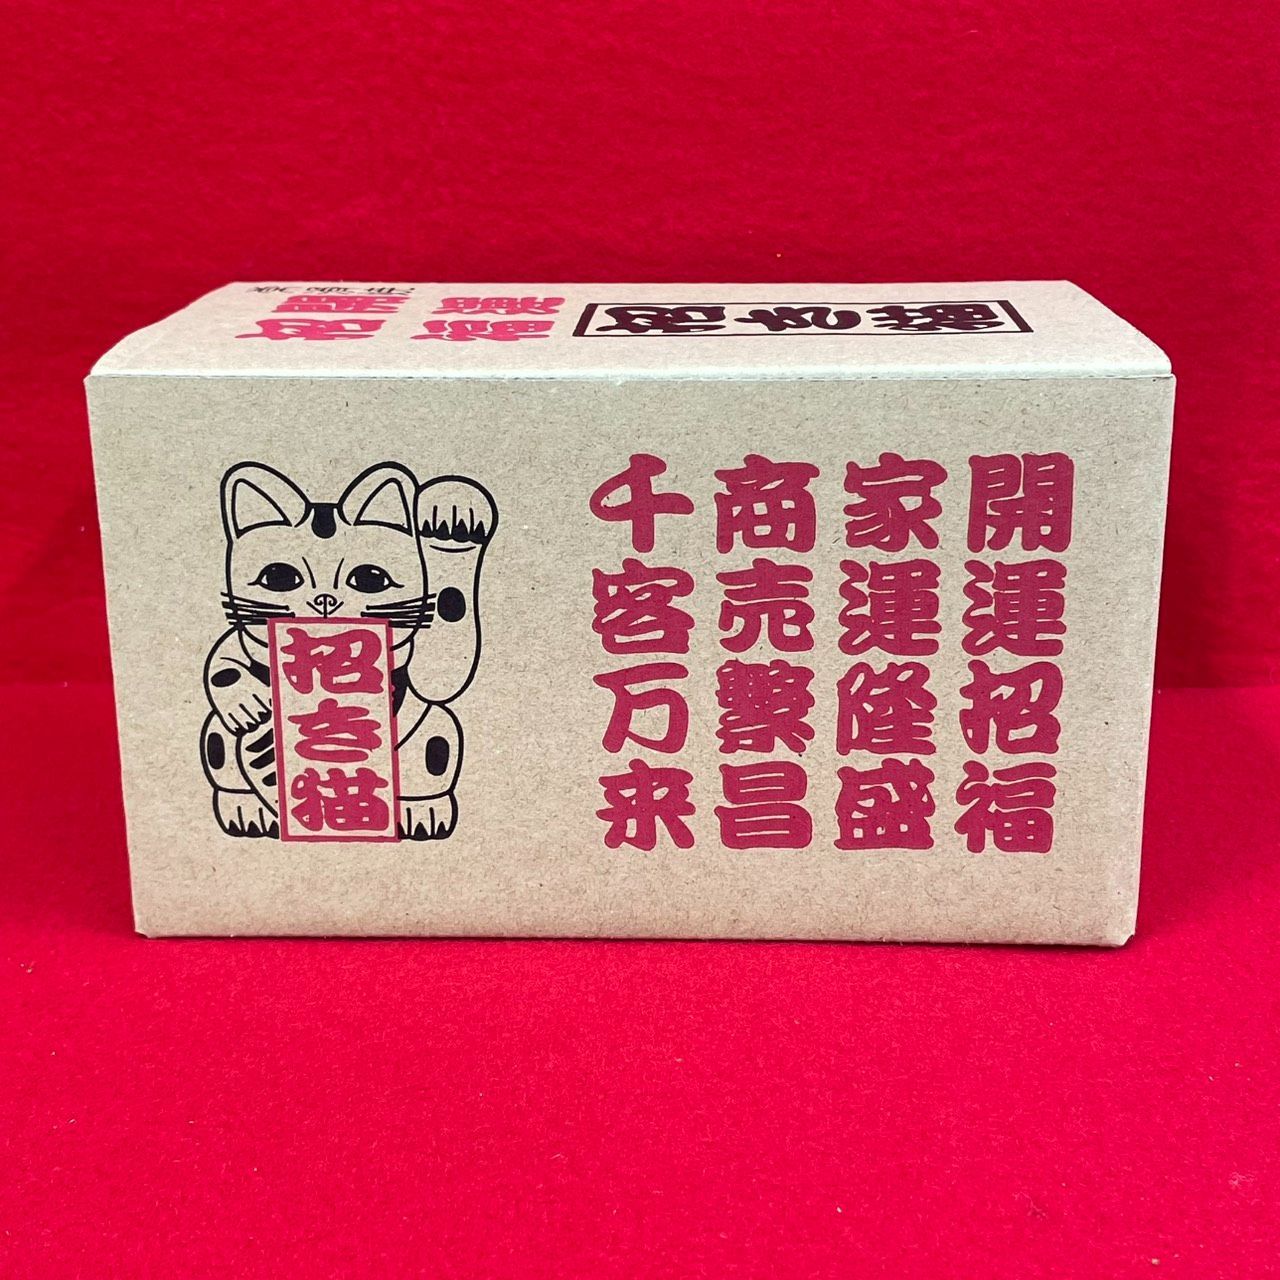 開運招福
家運隆盛
商売繁昌
千客万来
招き猫